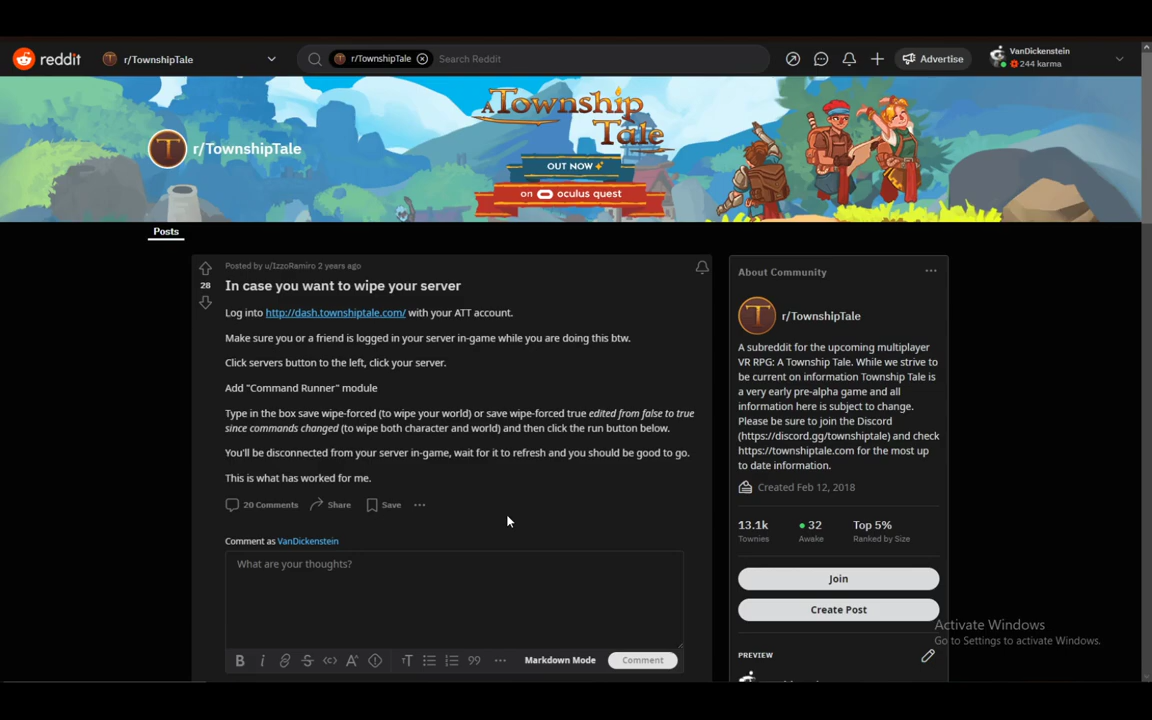 reddit
r/TownshipTale
r/TownshipTale
Search Reddit
Advertise
VanDickenstein
244 karma
A Township Tale
OUT NOW
on oculus quest
r/TownshipTale
Posts
Posted by u/IzzoRamiro 2 years ago
28
In case you want to wipe your server
Log into http://dash.townshiptale.com/ with your ATT account.
Make sure you or a friend is logged in your server in-game while you are doing this btw.
Click servers button to the left, click your server.
Add "Command Runner" module
Type in the box save wipe-forced (to wipe your world) or save wipe-forced true edited from false to true
since commands changed (to wipe both character and world) and then click the run button below.
You'll be disconnected from your server in-game, wait for it to refresh and you should be good to go.
This is what has worked for me.
20 Comments
Share
Save
Comment as VanDickenstein
What are your thoughts?
Markdown Mode
Comment
About Community
r/TownshipTale
A subreddit for the upcoming multiplayer
VR RPG: A Township Tale. While we strive to
be current on information Township Tale is
a very early pre-alpha game and all
information here is subject to change.
Please be sure to join the Discord
(https://discord.gg/townshiptale) and check
https://townshiptale.com for the most up
to date information.
Created Feb 12, 2018
13.1k
Townies
32
Awake
Top 5%
Ranked by Size
Join
Create Post
Activate Windows
Go to Settings to activate Windows.
PREVIEW